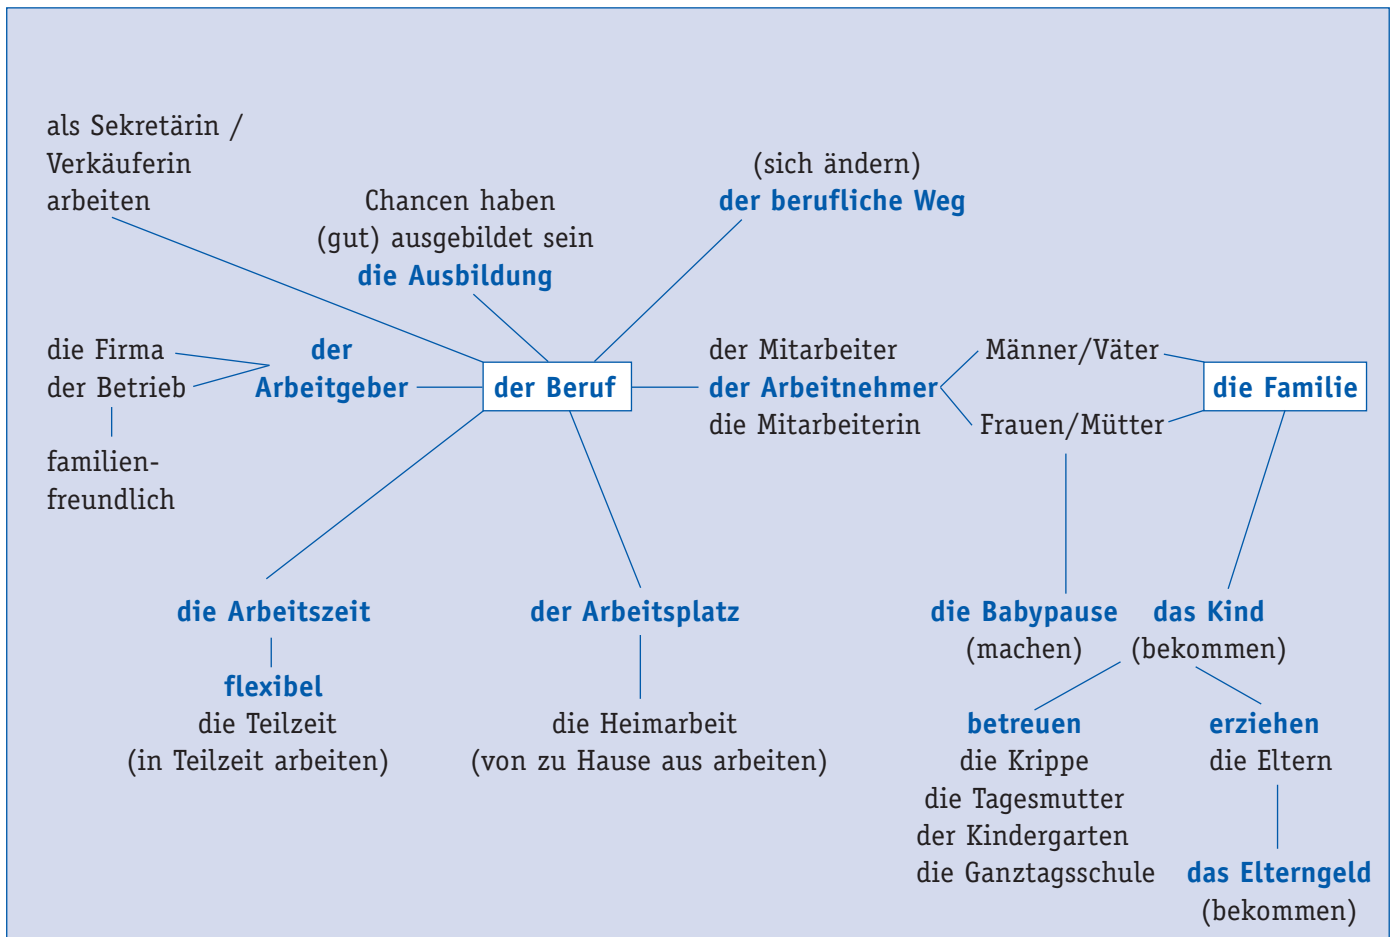 als Sekretärin /
Verkäuferin
arbeiten
Chancen haben
(gut) ausgebildet sein
die Ausbildung
(sich ändern)
der berufliche Weg
die Firma
der Betrieb
familien-
freundlich
der
Arbeitgeber
der Beruf
der Mitarbeiter
der Arbeitnehmer
die Mitarbeiterin
Männer/Väter
Frauen/Mütter
die Familie
die Arbeitszeit
flexibel
die Teilzeit
(in Teilzeit arbeiten)
der Arbeitsplatz
die Heimarbeit
(von zu Hause aus arbeiten)
die Babypause
(machen)
das Kind
(bekommen)
betreuen
die Krippe
die Tagesmutter
der Kindergarten
die Ganztagsschule
erziehen
die Eltern
das Elterngeld
(bekommen)